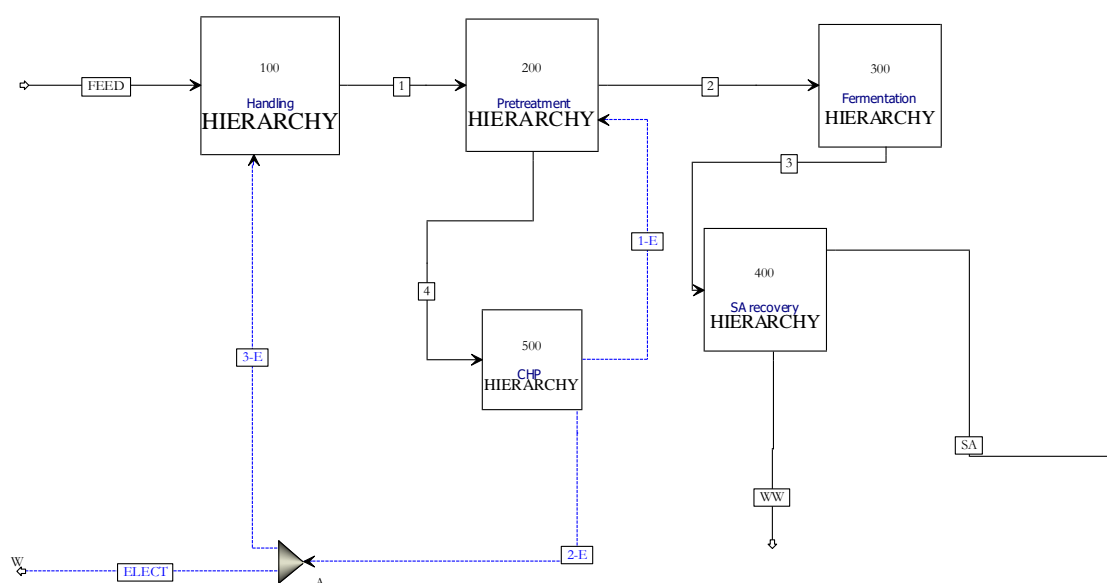 100
Handling
HIERARCHY
200
Pretreatment
HIERARCHY
300
Fermentation
HIERARCHY
FEED
1
2
3
1-E
400
SA recovery
HIERARCHY
4
500
CHP
HIERARCHY
3-E
SA
WW
2-E
W
ELECT
A